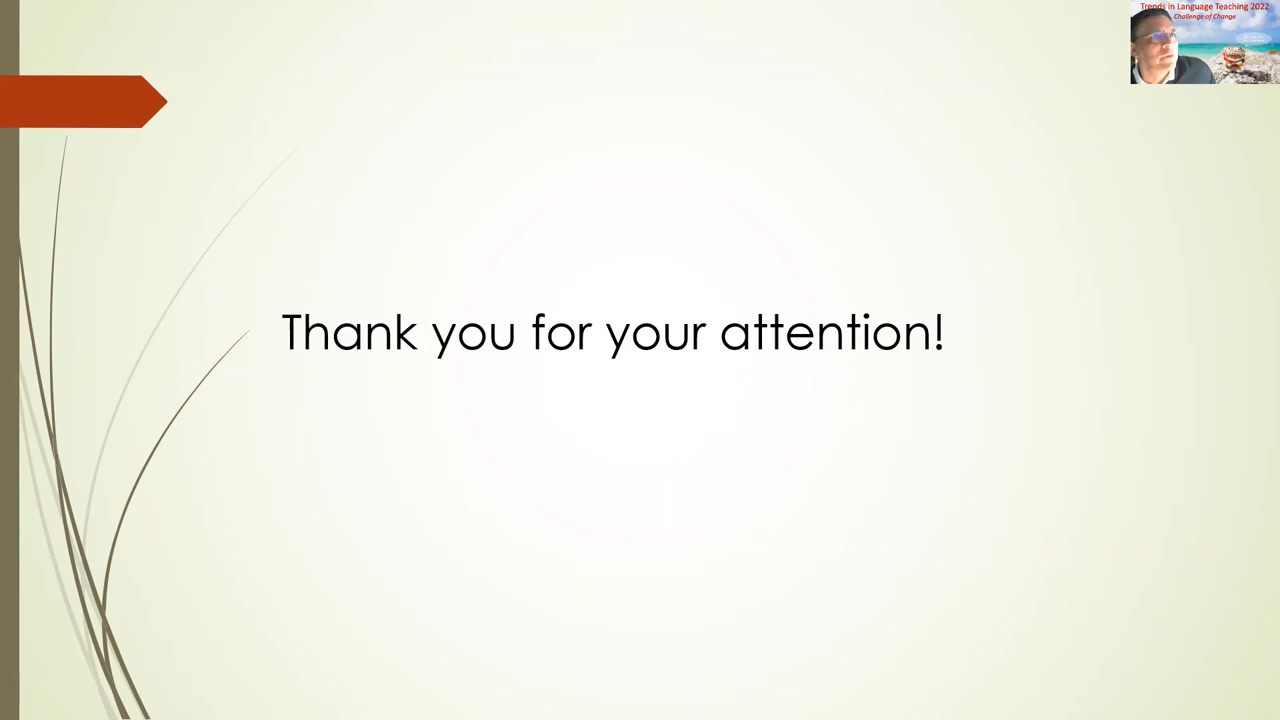 Trends in Language Teaching 2022
Challenge of Change
Thank you for your attention!